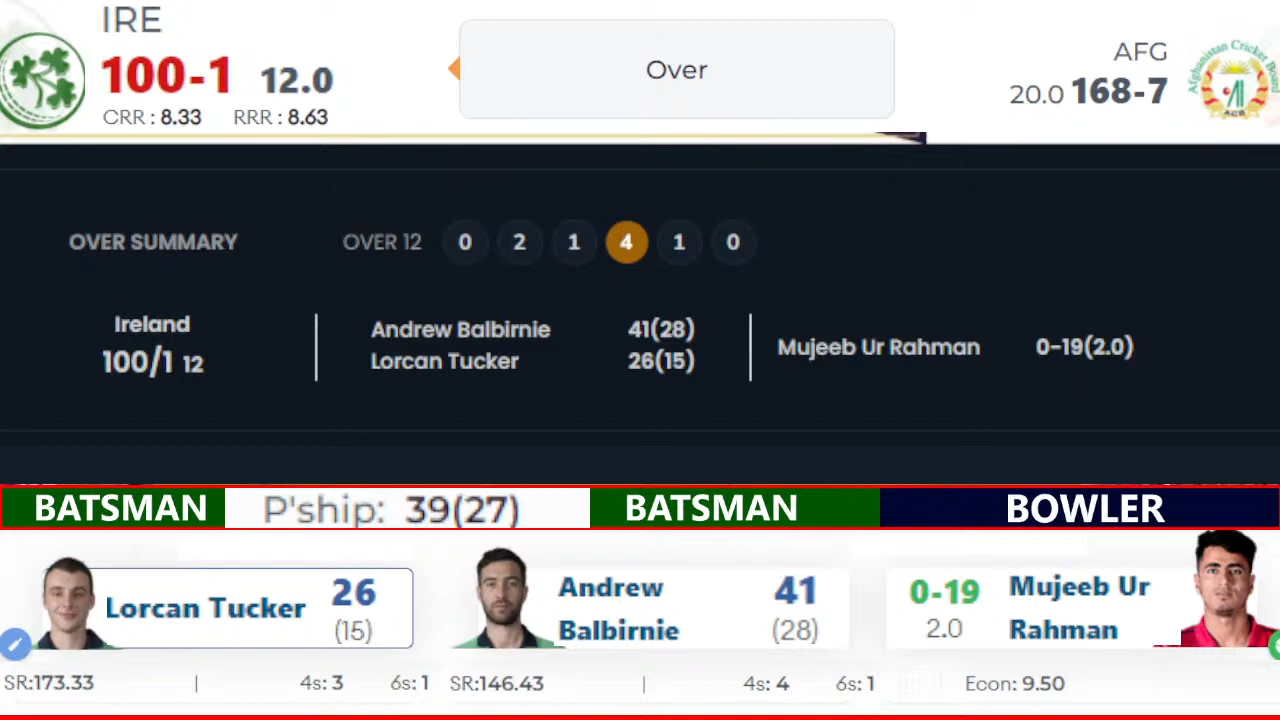 IRE
100-1 12.0
CRR : 8.33 RRR : 8.63
Over
AFG
20.0 168-7
Afghanistan Cricket Board
ACB
OVER SUMMARY OVER 12 0 2 1 4 1 0
Ireland
100/1 12
Andrew Balbirnie 41(28)
Lorcan Tucker 26(15)
Mujeeb Ur Rahman 0-19(2.0)
BATSMAN P'ship: 39(27) BATSMAN BOWLER
Lorcan Tucker 26
(15)
Andrew
Balbirnie 41
(28)
0-19
2.0
Mujeeb Ur
Rahman
SR:173.33 | 4s: 3 6s: 1 SR:146.43 | 4s: 4 6s: 1 Econ: 9.50